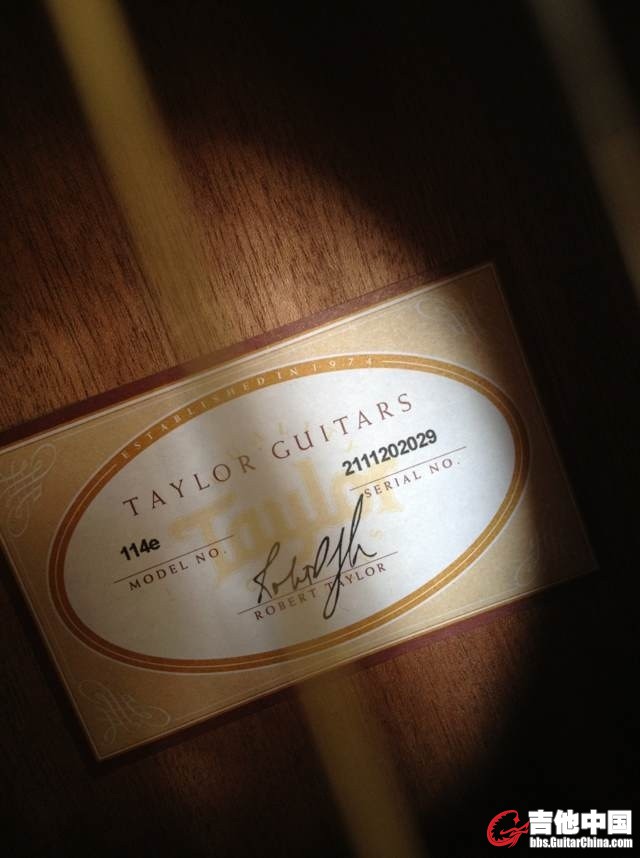 ESTABLISHED IN 1974
TAYLOR GUITARS
Taylor
2111202029
SERIAL NO.
114e
MODEL NO.
ROBERT TAYLOR
吉他中国
bbs.GuitarChina.com